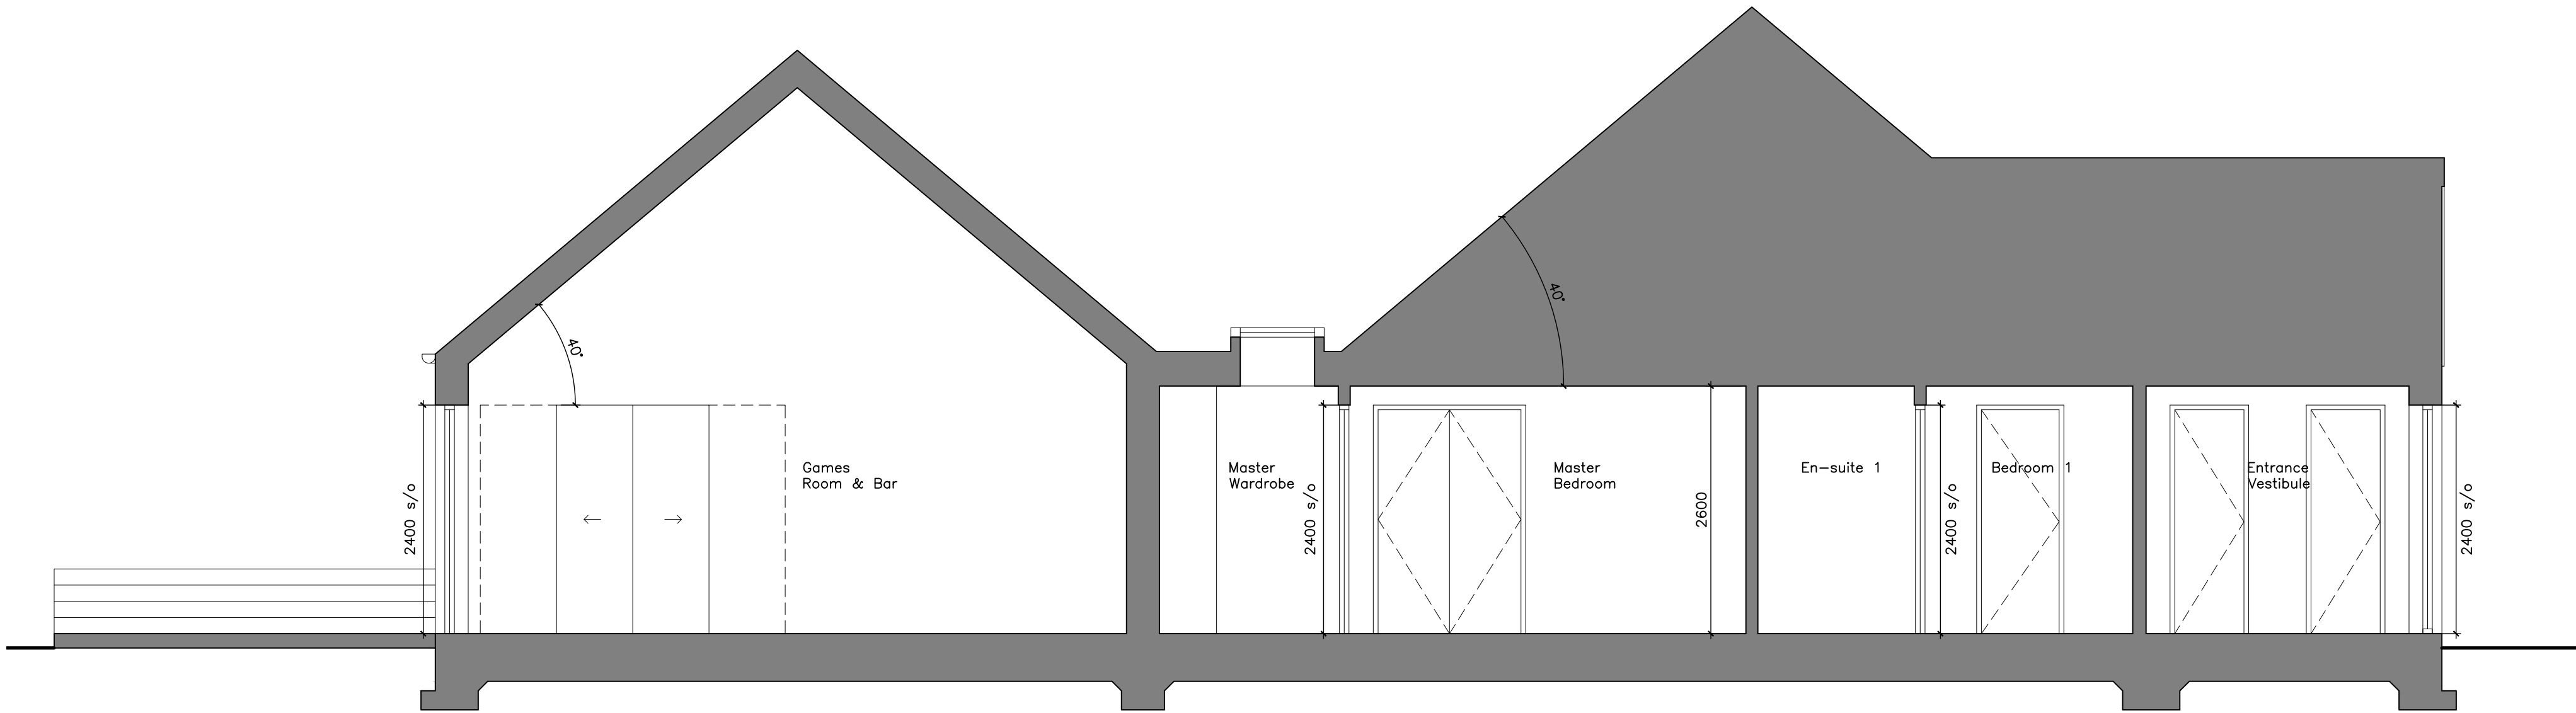 40°
40°
Games
Room & Bar
Master
Wardrobe
Master
Bedroom
En-suite 1
Bedroom 1
Entrance
Vestibule
2400 s/o
2400 s/o
2600
2400 s/o
2400 s/o